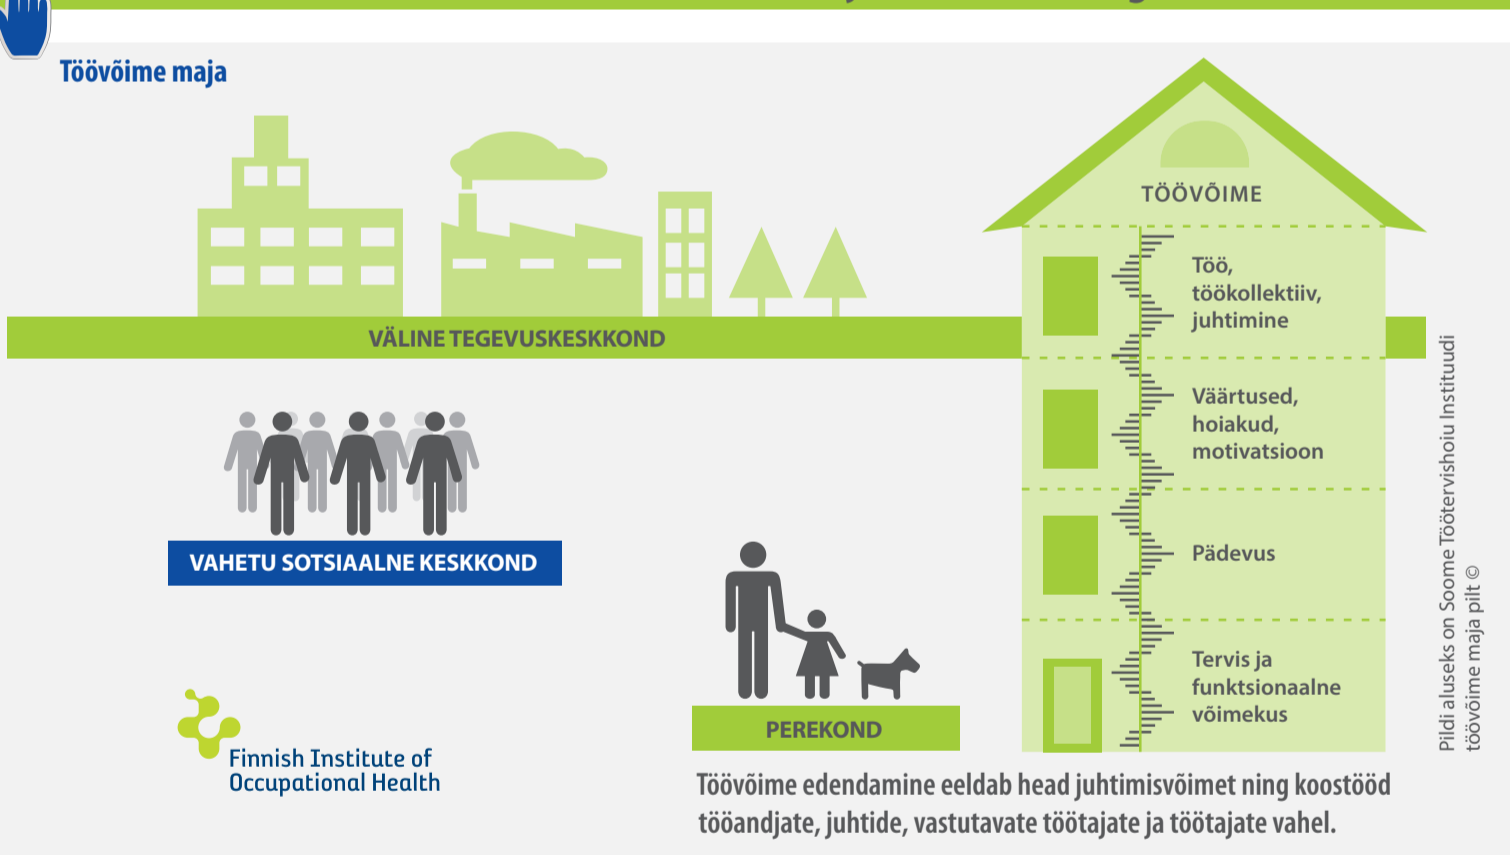 Töövõime maja
TÖÖVÕIME
Töö,
töökollektiiv,
juhtimine
VÄLINE TEGEVUSKESKKOND
Väärtused,
hoiakud,
motivatsioon
VAHETU SOTSIAALNE KESKKOND
Pädevus
Tervis ja
funktsionaalne
võimekus
PEREKOND
Finnish Institute of
Occupational Health
Töövõime edendamine eeldab head juhtimisvõimet ning koostööd
tööandjate, juhtide, vastutavate töötajate ja töötajate vahel.
Pildi aluseks on Soome Töötervishoiu Instituudi
töövõime maja pilt ©